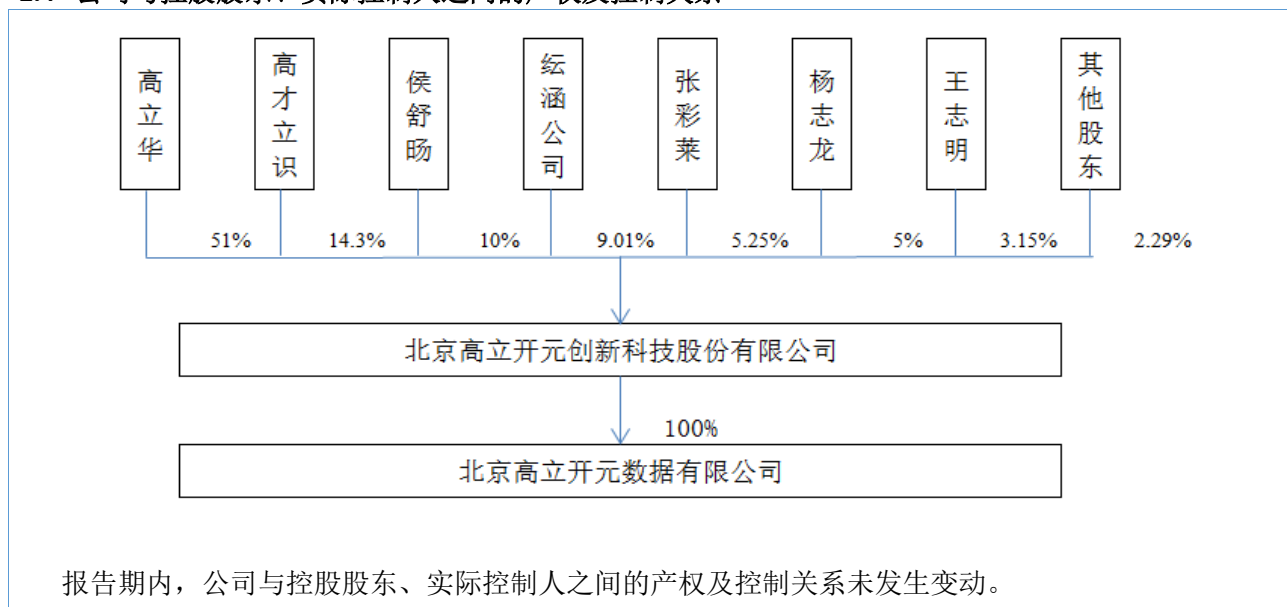 高立华
高才立识
侯舒旸
纭涵公司
张彩莱
杨志龙
王志明
其他股东
51%
14.3%
10%
9.01%
5.25%
5%
3.15%
2.29%
北京高立开元创新科技股份有限公司
100%
北京高立开元数据有限公司
报告期内，公司与控股股东、实际控制人之间的产权及控制关系未发生变动。